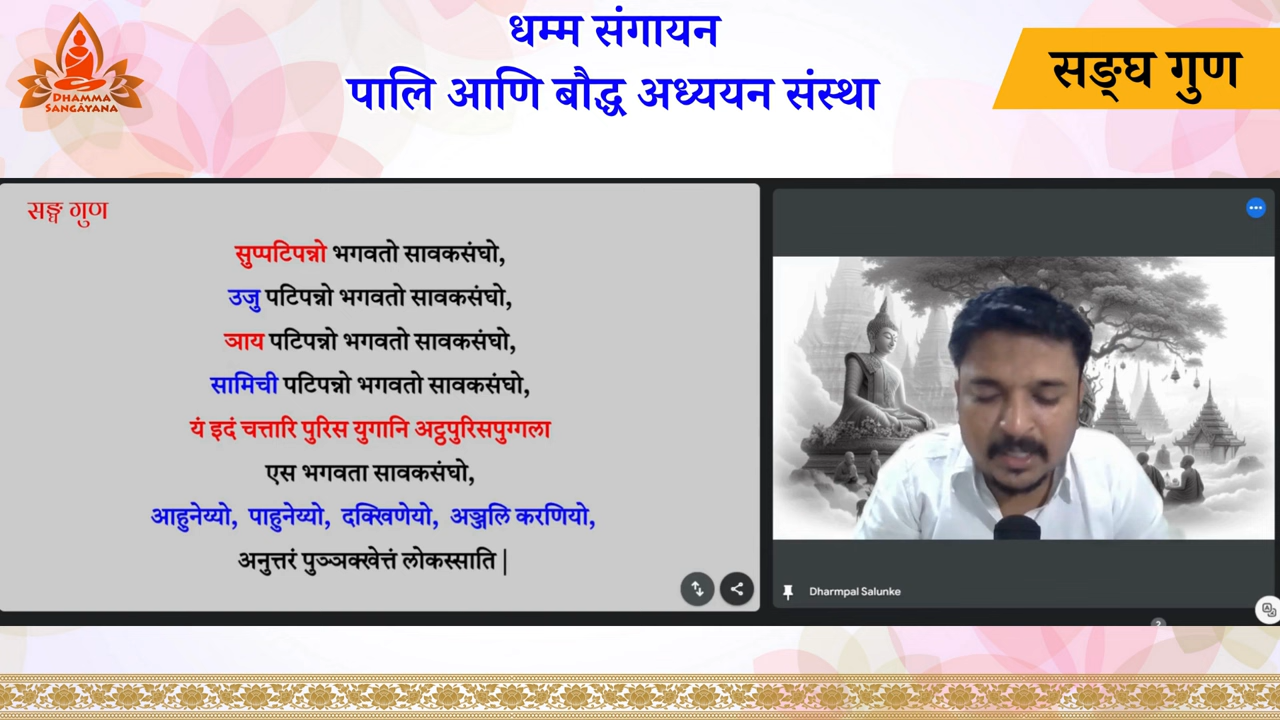 धम्म संगायन
पालि आणि बौद्ध अध्ययन संस्था
DHAMMA
SANGĀYANA
सङ्घ गुण
सङ्घ गुण
सुप्पटिपन्नो भगवतो सावकसंघो,
उजु पटिपन्नो भगवतो सावकसंघो,
ञाय पटिपन्नो भगवतो सावकसंघो,
सामिची पटिपन्नो भगवतो सावकसंघो,
यं इदं चत्तारि पुरिस युगानि अट्ठपुरिसपुग्गला
एस भगवता सावकसंघो,
आहुनेय्यो, पाहुनेय्यो, दक्खिणेयो, अञ्जलि करणियो,
अनुत्तरं पुञ्ञक्खेत्तं लोकस्साति |
Dharmpal Salunke